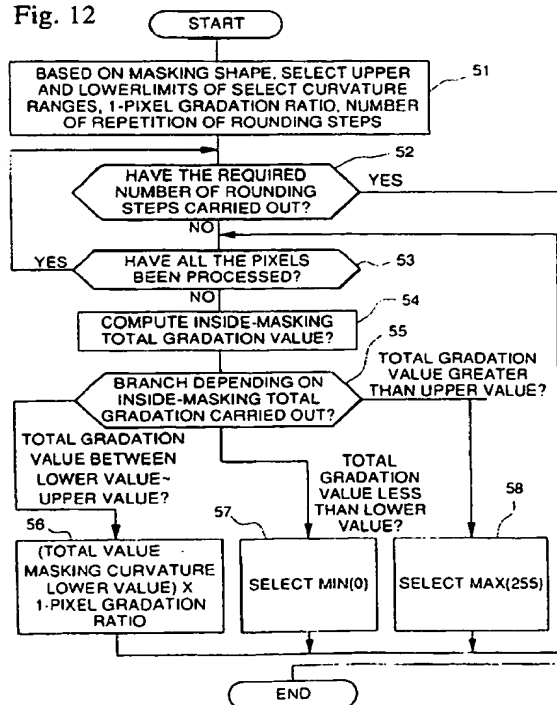 Fig. 12
START
BASED ON MASKING SHAPE, SELECT UPPER
AND LOWERLIMITS OF SELECT CURVATURE
RANGES, 1-PIXEL GRADATION RATIO, NUMBER
OF REPETITION OF ROUNDING STEPS
51
HAVE THE REQUIRED
NUMBER OF ROUNDING
STEPS CARRIED OUT?
52
YES
NO
YES
HAVE ALL THE PIXELS
BEEN PROCESSED?
53
NO
54
COMPUTE INSIDE-MASKING
TOTAL GRADATION VALUE?
55
BRANCH DEPENDING ON
INSIDE-MASKING TOTAL
GRADATION CARRIED OUT?
TOTAL GRADATION
VALUE GREATER
THAN UPPER VALUE?
TOTAL GRADATION
VALUE BETWEEN
LOWER VALUE~
UPPER VALUE?
TOTAL
GRADATION
VALUE LESS
THAN LOWER
VALUE?
56
(TOTAL VALUE
MASKING CURVATURE
LOWER VALUE) X
1-PIXEL GRADATION
RATIO
57
SELECT MIN(0)
58
SELECT MAX(255)
END